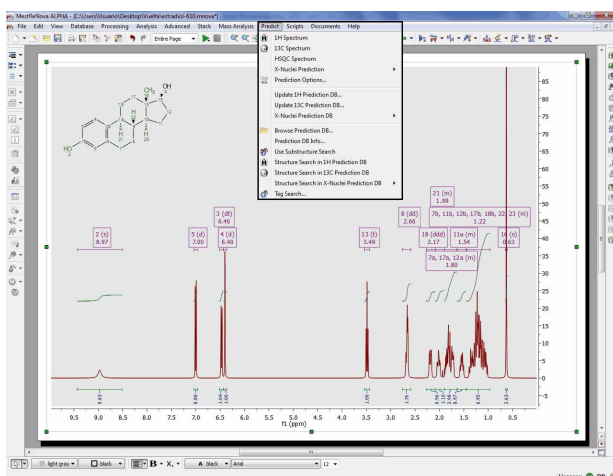 MestReNova ALPHA - [C:\Users\Usuario\Desktop\Vuelta\estradiol-610.mnova*]
File Edit View Data Processing Analysis Advanced Stack Mass Analysis Predict Scripts Documents Help
Entire Page
1H Spectrum
13C Spectrum
HSQC Spectrum
X-Nuclei Prediction
Prediction Options...
Update 1H Prediction DB...
Update 13C Prediction DB...
X-Nuclei Prediction DB
Browse Prediction DB...
Prediction DB Info...
Use Substructure Search
Structure Search in 1H Prediction DB
Structure Search in 13C Prediction DB
Structure Search in X-Nuclei Prediction DB
Tag Search...
OH
CH3
H
H
H
HO
21 (m)
1.99
3 (dt)
6.46
8 (dd)
2.66
7b, 11b, 12b, 17b, 18b, 22, 23 (m)
1.22
2 (s)
8.97
5 (d)
7.00
4 (d)
6.40
13 (t)
3.49
18 (ddd)
2.17
11a (m)
1.54
16 (s)
0.63
7a, 17a, 12a (m)
1.80
85
80
75
70
65
60
55
50
45
40
35
30
25
20
15
10
5
0
-5
9.5 9.0 8.5 8.0 7.5 7.0 6.5 6.0 5.5 5.0 4.5 4.0 3.5 3.0 2.5 2.0 1.5 1.0 0.5
f1 (ppm)
light gray black B X, A black Arial 12